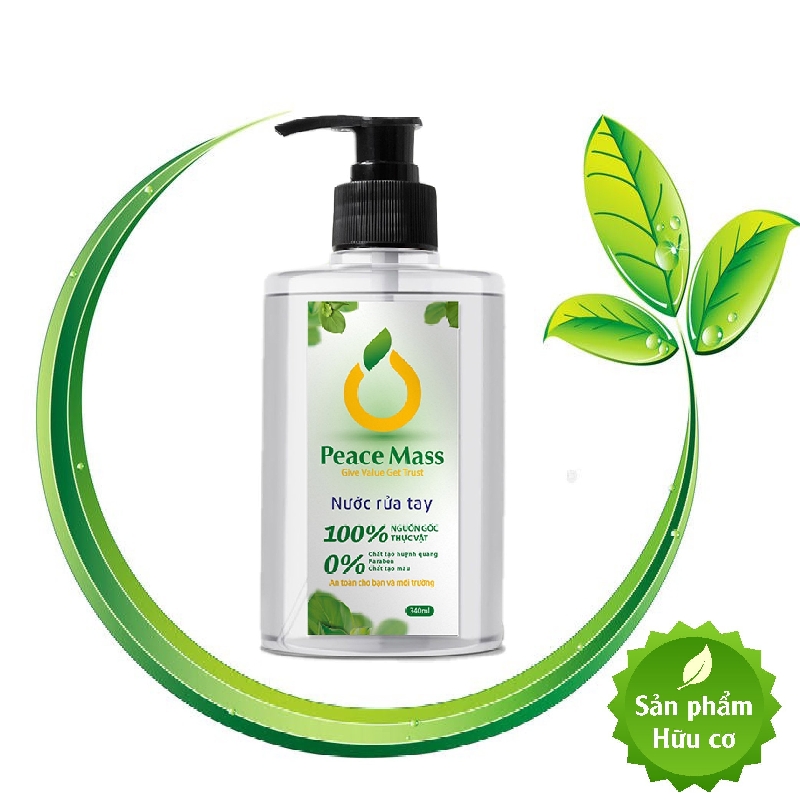 Peace Mass
Give Value Get Trust
Nước rửa tay
100% NGUỒN GỐC
THỰC VẬT
0% Chất tạo huỳnh quang
Paraben
Chất tạo màu
An toàn cho bạn và môi trường
340ml
Sản phẩm
Hữu cơ